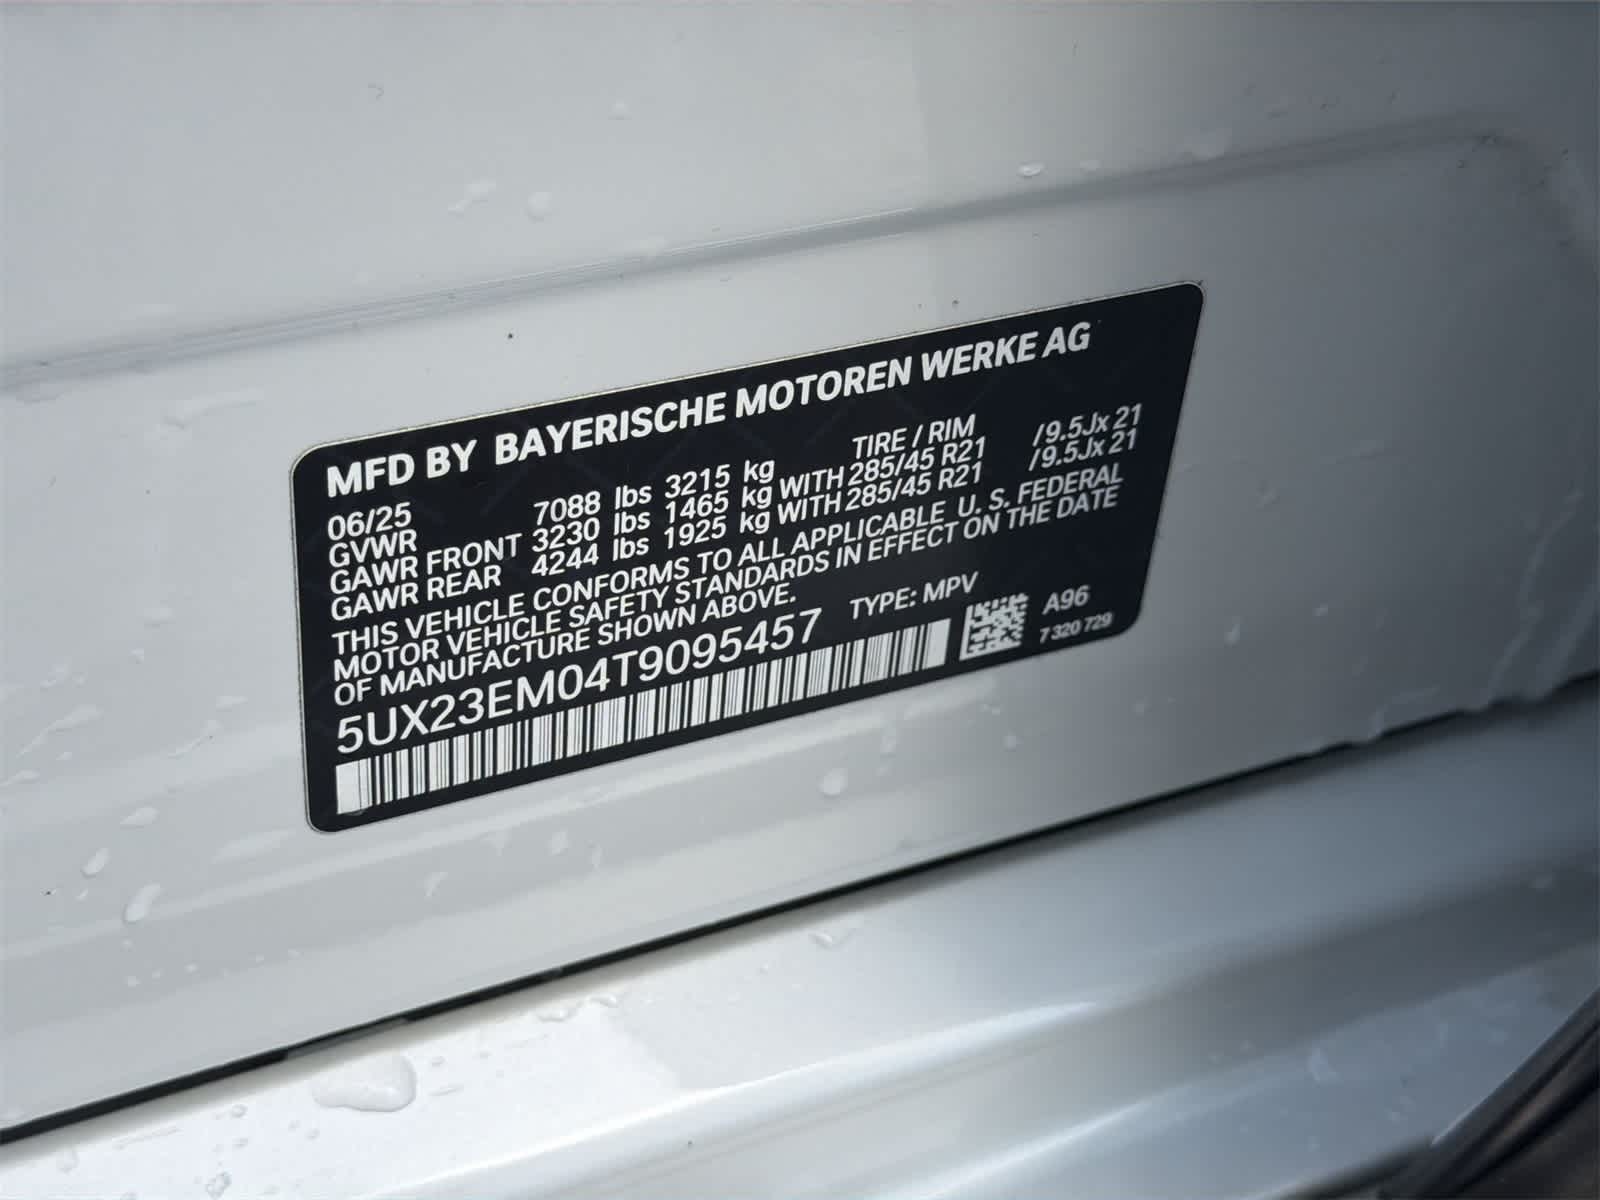 MFD BY BAYERISCHE MOTOREN WERKE AG
06/25 TIRE / RIM
GVWR 7088 lbs 3215 kg
GAWR FRONT 3230 lbs 1465 kg WITH 285/45 R21 /9.5Jx 21
GAWR REAR 4244 lbs 1925 kg WITH 285/45 R21 /9.5Jx 21
THIS VEHICLE CONFORMS TO ALL APPLICABLE U. S. FEDERAL
MOTOR VEHICLE SAFETY STANDARDS IN EFFECT ON THE DATE
OF MANUFACTURE SHOWN ABOVE.
5UX23EM04T9095457 TYPE: MPV
A96
7 320 729